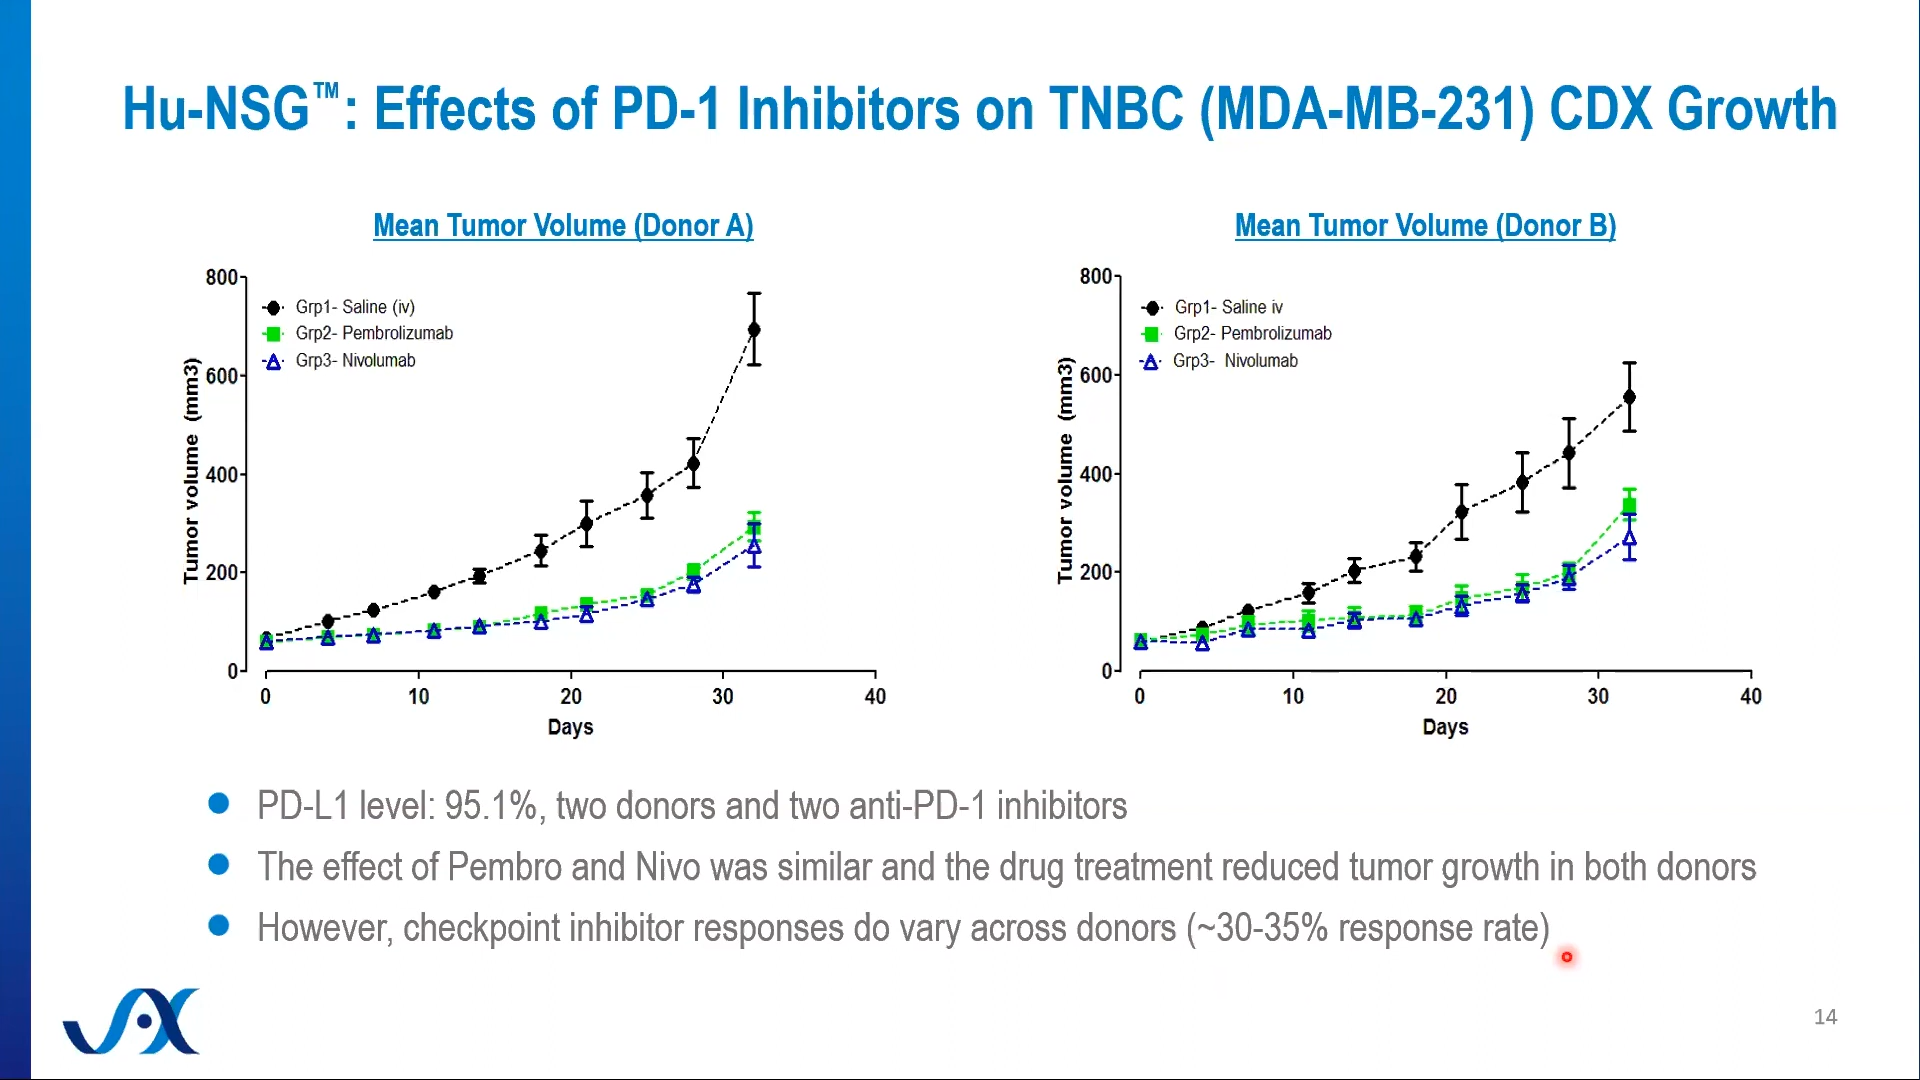 Hu-NSG™: Effects of PD-1 Inhibitors on TNBC (MDA-MB-231) CDX Growth
Mean Tumor Volume (Donor A)
800
600
400
200
0
Tumor volume (mm3)
Grp1- Saline (iv)
Grp2- Pembrolizumab
Grp3- Nivolumab
0 10 20 30 40
Days
Mean Tumor Volume (Donor B)
800
600
400
200
0
Tumor volume (mm3)
Grp1- Saline iv
Grp2- Pembrolizumab
Grp3- Nivolumab
0 10 20 30 40
Days
PD-L1 level: 95.1%, two donors and two anti-PD-1 inhibitors
The effect of Pembro and Nivo was similar and the drug treatment reduced tumor growth in both donors
However, checkpoint inhibitor responses do vary across donors (~30-35% response rate)
JAX
14